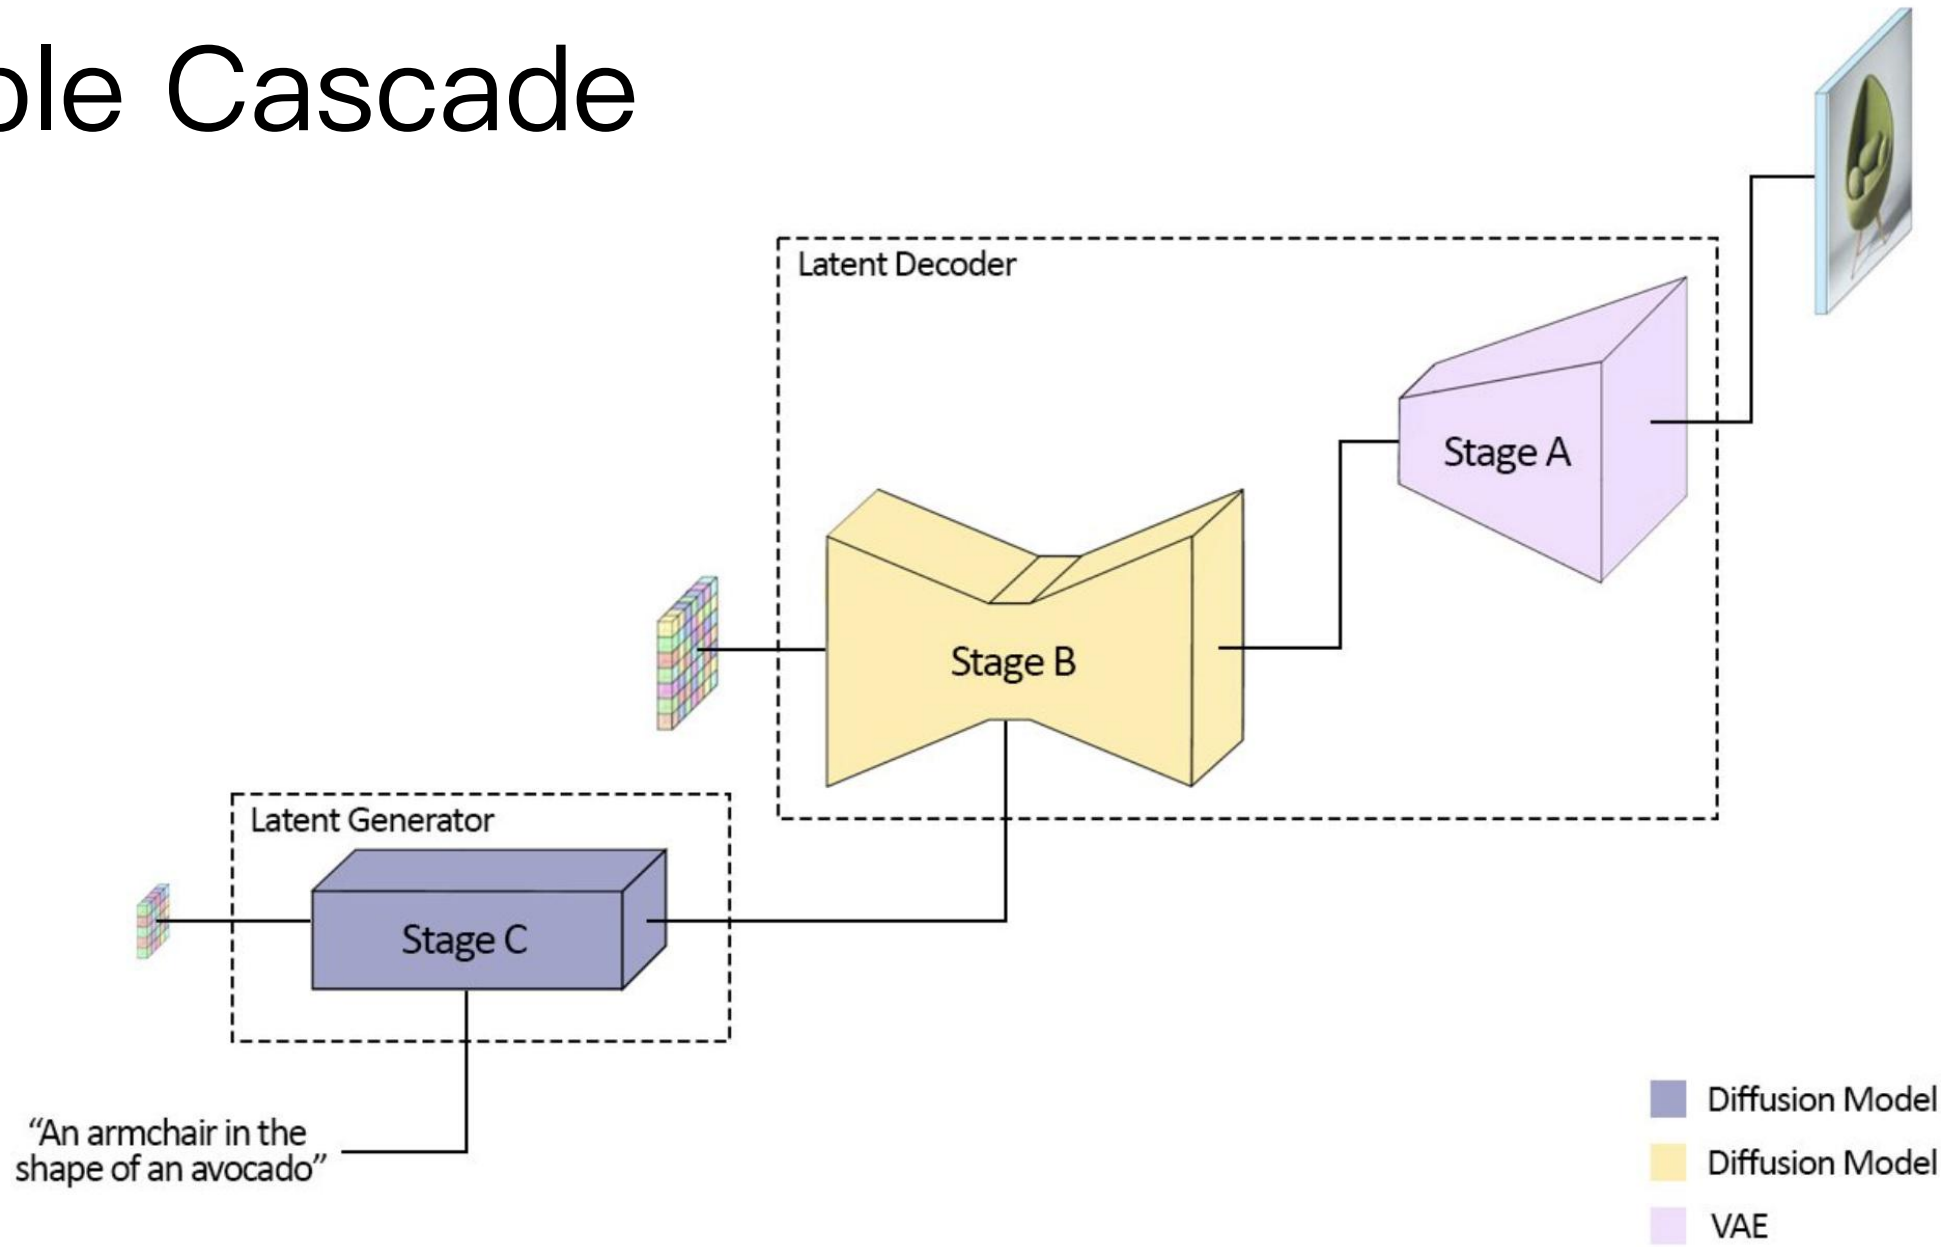 ble Cascade
Latent Decoder
Stage A
Stage B
Latent Generator
Stage C
“An armchair in the
shape of an avocado”
Diffusion Model
Diffusion Model
VAE